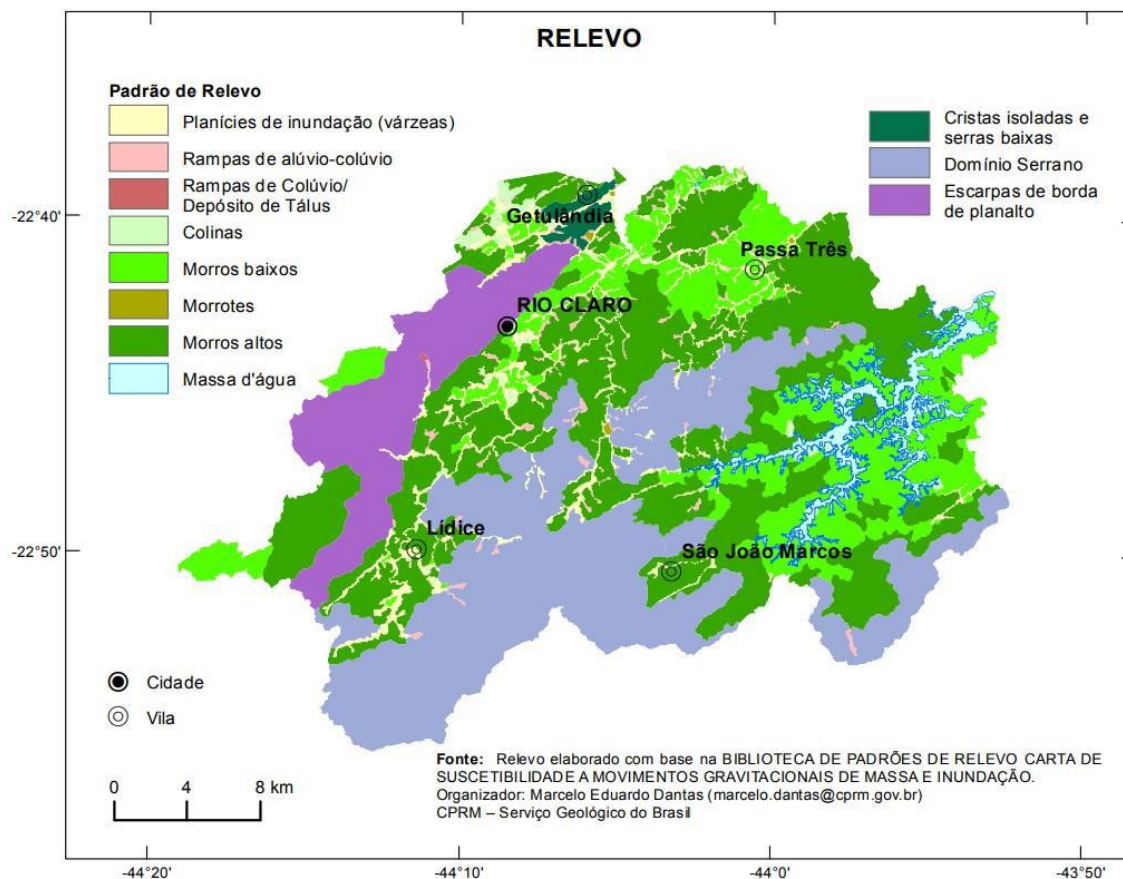 RELEVO
Padrão de Relevo
Planícies de inundação (várzeas)
Rampas de alúvio-colúvio
Rampas de Colúvio/
Depósito de Tálus
Colinas
Morros baixos
Morrotes
Morros altos
Massa d'água
Cristas isoladas e
serras baixas
Domínio Serrano
Escarpas de borda
de planalto
-22°40'
-22°50'
Getulândia
Passa Três
RIO CLARO
Lídice
São João Marcos
Cidade
Vila
0 4 8 km
Fonte: Relevo elaborado com base na BIBLIOTECA DE PADRÕES DE RELEVO CARTA DE
SUSCETIBILIDADE A MOVIMENTOS GRAVITACIONAIS DE MASSA E INUNDAÇÃO.
Organizador: Marcelo Eduardo Dantas (marcelo.dantas@cprm.gov.br)
CPRM – Serviço Geológico do Brasil
-44°20' -44°10' -44°0' -43°50'